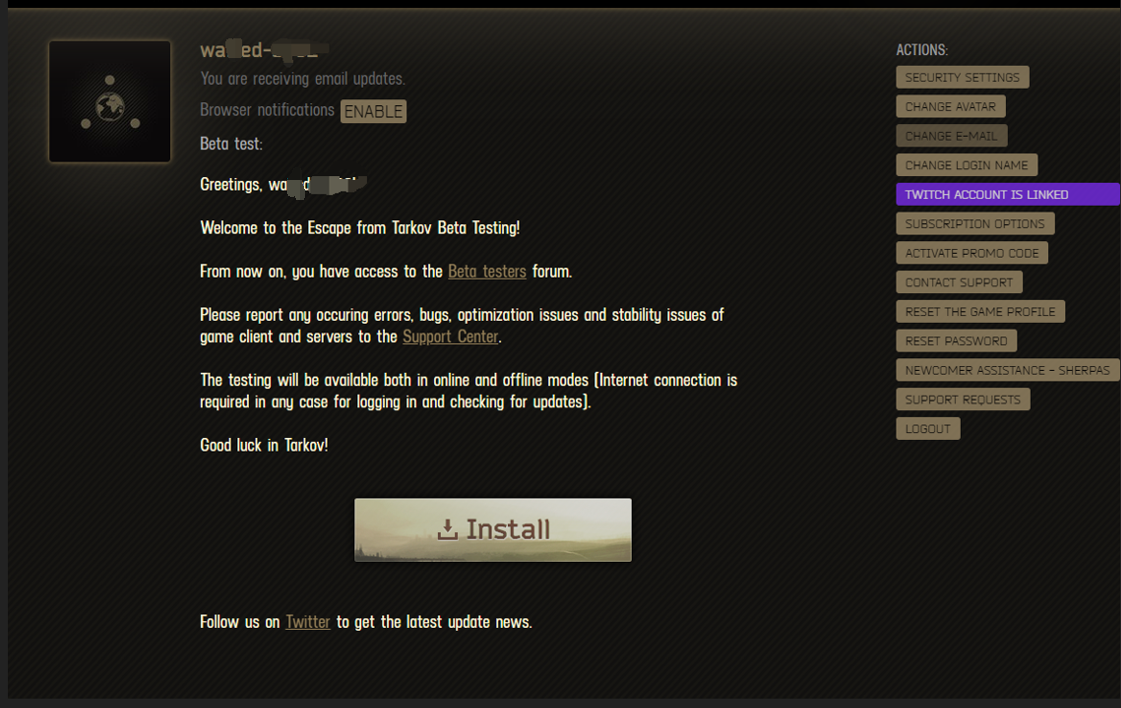 You are receiving email updates.
Browser notifications ENABLE
Beta test:
Greetings,
Welcome to the Escape from Tarkov Beta Testing!
From now on, you have access to the Beta testers forum.
Please report any occuring errors, bugs, optimization issues and stability issues of
game client and servers to the Support Center.
The testing will be available both in online and offline modes (Internet connection is
required in any case for logging in and checking for updates).
Good luck in Tarkov!
Install
Follow us on Twitter to get the latest update news.
ACTIONS:
SECURITY SETTINGS
CHANGE AVATAR
CHANGE E-MAIL
CHANGE LOGIN NAME
TWITCH ACCOUNT IS LINKED
SUBSCRIPTION OPTIONS
ACTIVATE PROMO CODE
CONTACT SUPPORT
RESET THE GAME PROFILE
RESET PASSWORD
NEWCOMER ASSISTANCE - SHERPAS
SUPPORT REQUESTS
LOGOUT